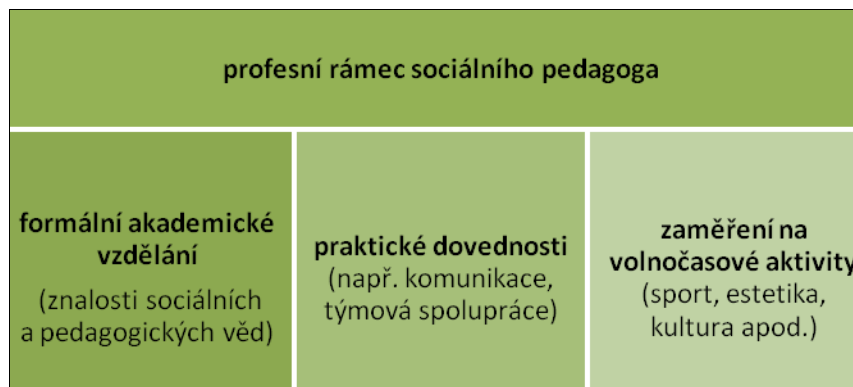 profesní rámec sociálního pedagoga
formální akademické
vzdělání
(znalosti sociálních
a pedagogických věd)
praktické dovednosti
(např. komunikace,
týmová spolupráce)
zaměření na
volnočasové aktivity
(sport, estetika,
kultura apod.)